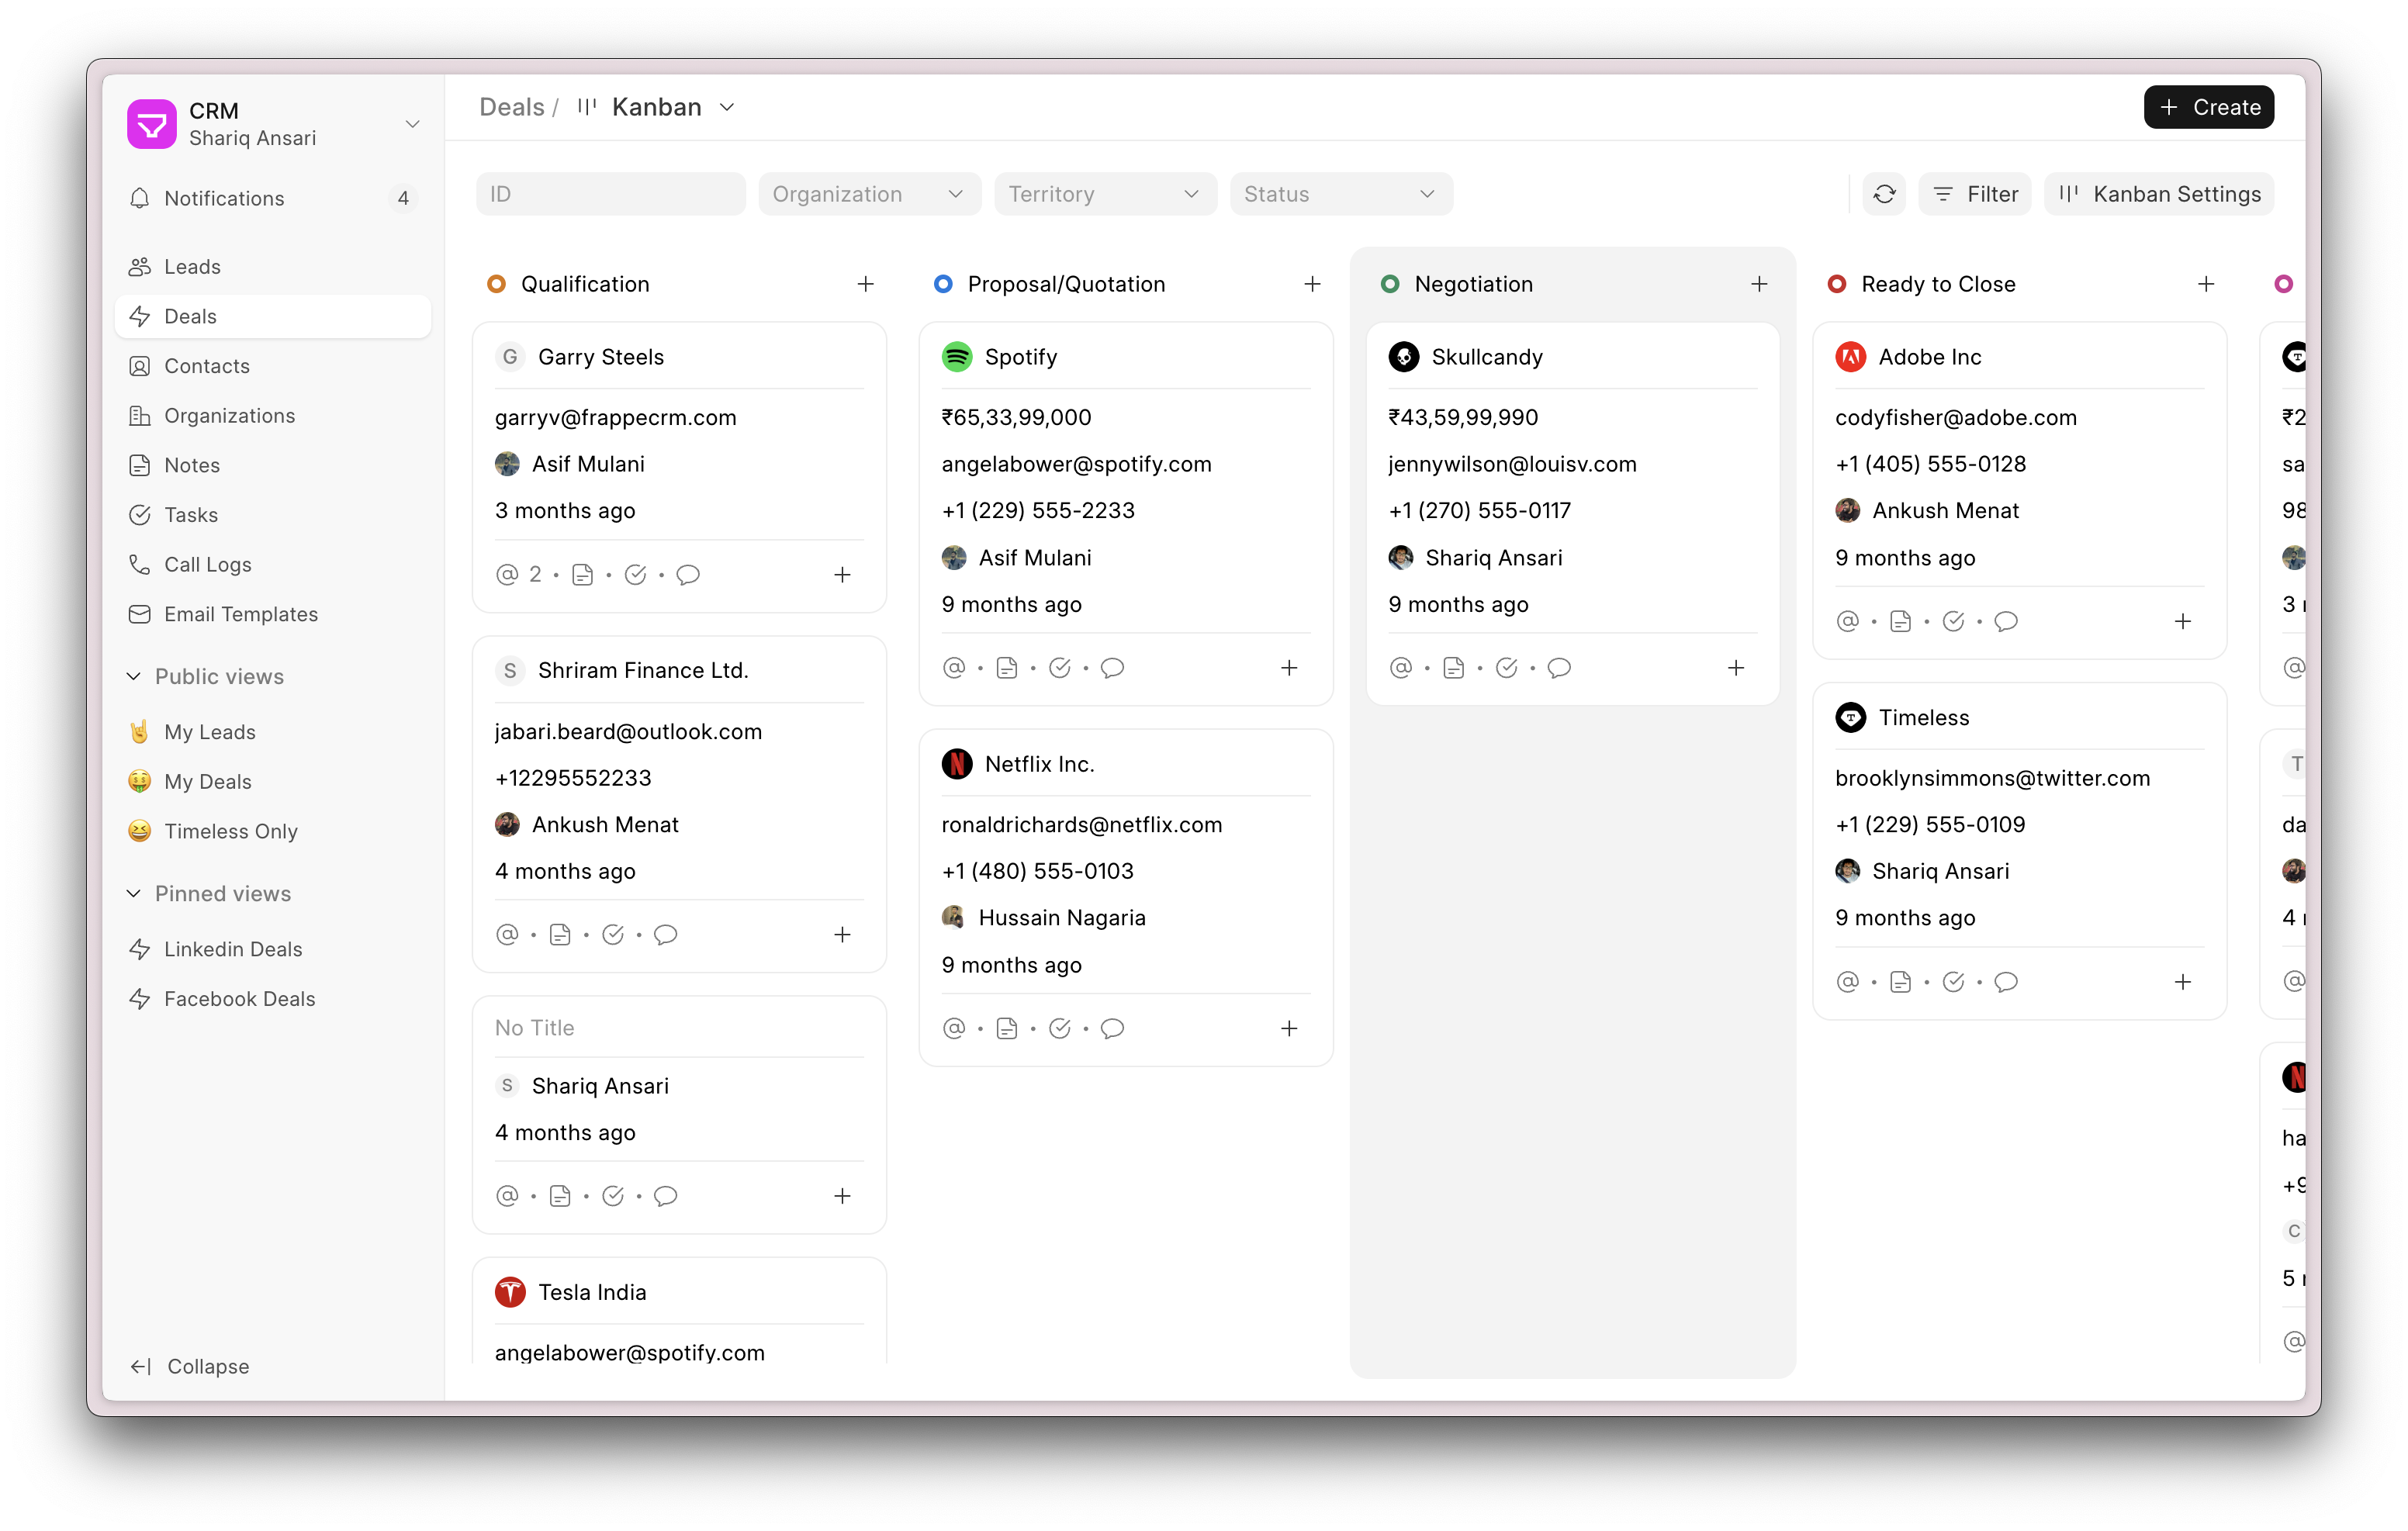 CRM
Shariq Ansari
Notifications 4
Leads
Deals
Contacts
Organizations
Notes
Tasks
Call Logs
Email Templates
Public views
My Leads
My Deals
Timeless Only
Pinned views
Linkedin Deals
Facebook Deals
Collapse
Deals / Kanban
Create
ID
Organization
Territory
Status
Filter
Kanban Settings
Qualification
G Garry Steels
garryv@frappecrm.com
Asif Mulani
3 months ago
2
S Shriram Finance Ltd.
jabari.beard@outlook.com
+12295552233
Ankush Menat
4 months ago
No Title
S Shariq Ansari
4 months ago
Tesla India
angelabower@spotify.com
Proposal/Quotation
Spotify
₹65,33,99,000
angelabower@spotify.com
+1 (229) 555-2233
Asif Mulani
9 months ago
Netflix Inc.
ronaldrichards@netflix.com
+1 (480) 555-0103
Hussain Nagaria
9 months ago
Negotiation
Skullcandy
₹43,59,99,990
jennywilson@louisv.com
+1 (270) 555-0117
Shariq Ansari
9 months ago
Ready to Close
Adobe Inc
codyfisher@adobe.com
+1 (405) 555-0128
Ankush Menat
9 months ago
Timeless
brooklynsimmons@twitter.com
+1 (229) 555-0109
Shariq Ansari
9 months ago
₹2
sa
98
3
T
da
4
ha
+9
C
5